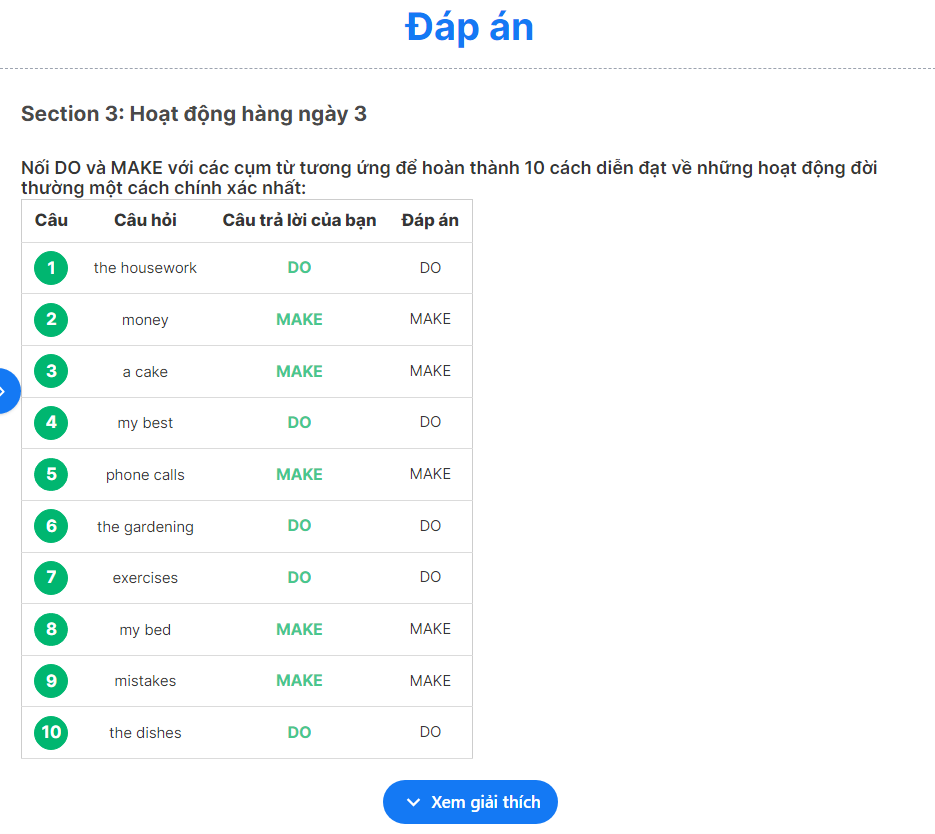 Đáp án
Section 3: Hoạt động hàng ngày 3
Nối DO và MAKE với các cụm từ tương ứng để hoàn thành 10 cách diễn đạt về những hoạt động đời
thường một cách chính xác nhất:
Câu Câu hỏi Câu trả lời của bạn Đáp án
1 the housework DO DO
2 money MAKE MAKE
3 a cake MAKE MAKE
4 my best DO DO
5 phone calls MAKE MAKE
6 the gardening DO DO
7 exercises DO DO
8 my bed MAKE MAKE
9 mistakes MAKE MAKE
10 the dishes DO DO
Xem giải thích